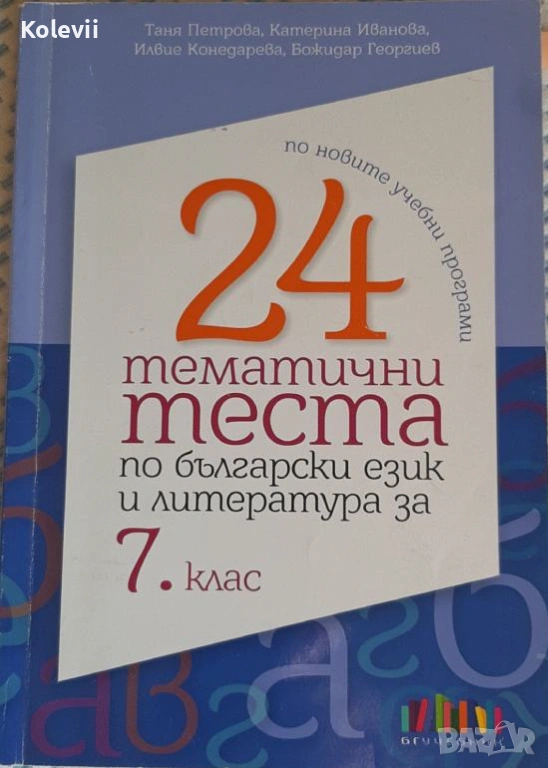 Kolevii
Таня Петрова, Катерина Иванова,
Илвие Конедарева, Божидар Георгиев
по новите учебни програми
24
тематични
теста
по български език
и литература за
7. клас